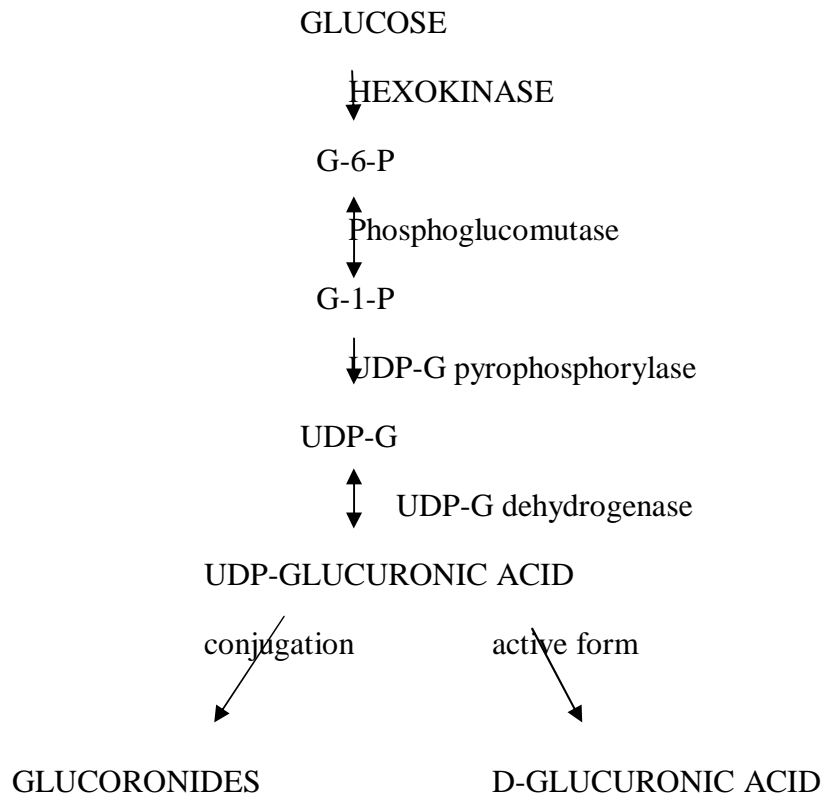 GLUCOSE
HEXOKINASE
G-6-P
Phosphoglucomutase
G-1-P
UDP-G pyrophosphorylase
UDP-G
UDP-G dehydrogenase
UDP-GLUCURONIC ACID
conjugation active form
GLUCORONIDES D-GLUCURONIC ACID